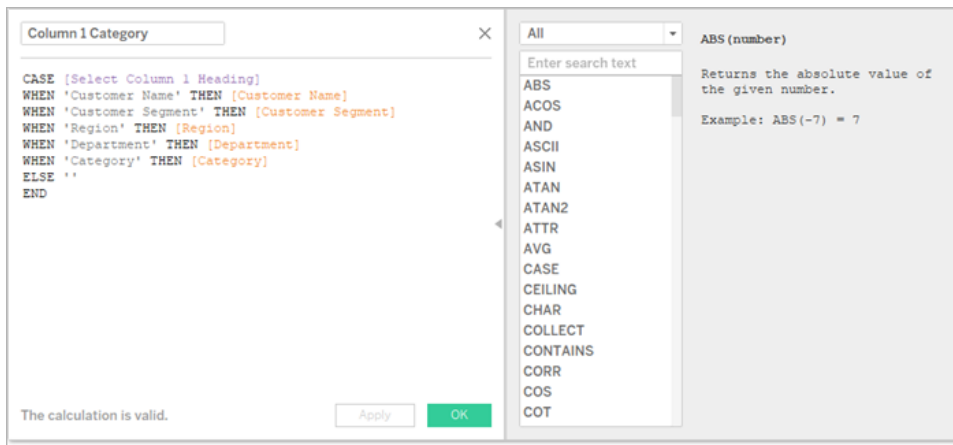 Column 1 Category
CASE [Select Column 1 Heading]
WHEN 'Customer Name' THEN [Customer Name]
WHEN 'Customer Segment' THEN [Customer Segment]
WHEN 'Region' THEN [Region]
WHEN 'Department' THEN [Department]
WHEN 'Category' THEN [Category]
ELSE ''
END
The calculation is valid.
Apply
OK
All
Enter search text
ABS
ACOS
AND
ASCII
ASIN
ATAN
ATAN2
ATTR
AVG
CASE
CEILING
CHAR
COLLECT
CONTAINS
CORR
COS
COT
ABS(number)
Returns the absolute value of
the given number.
Example: ABS(-7) = 7